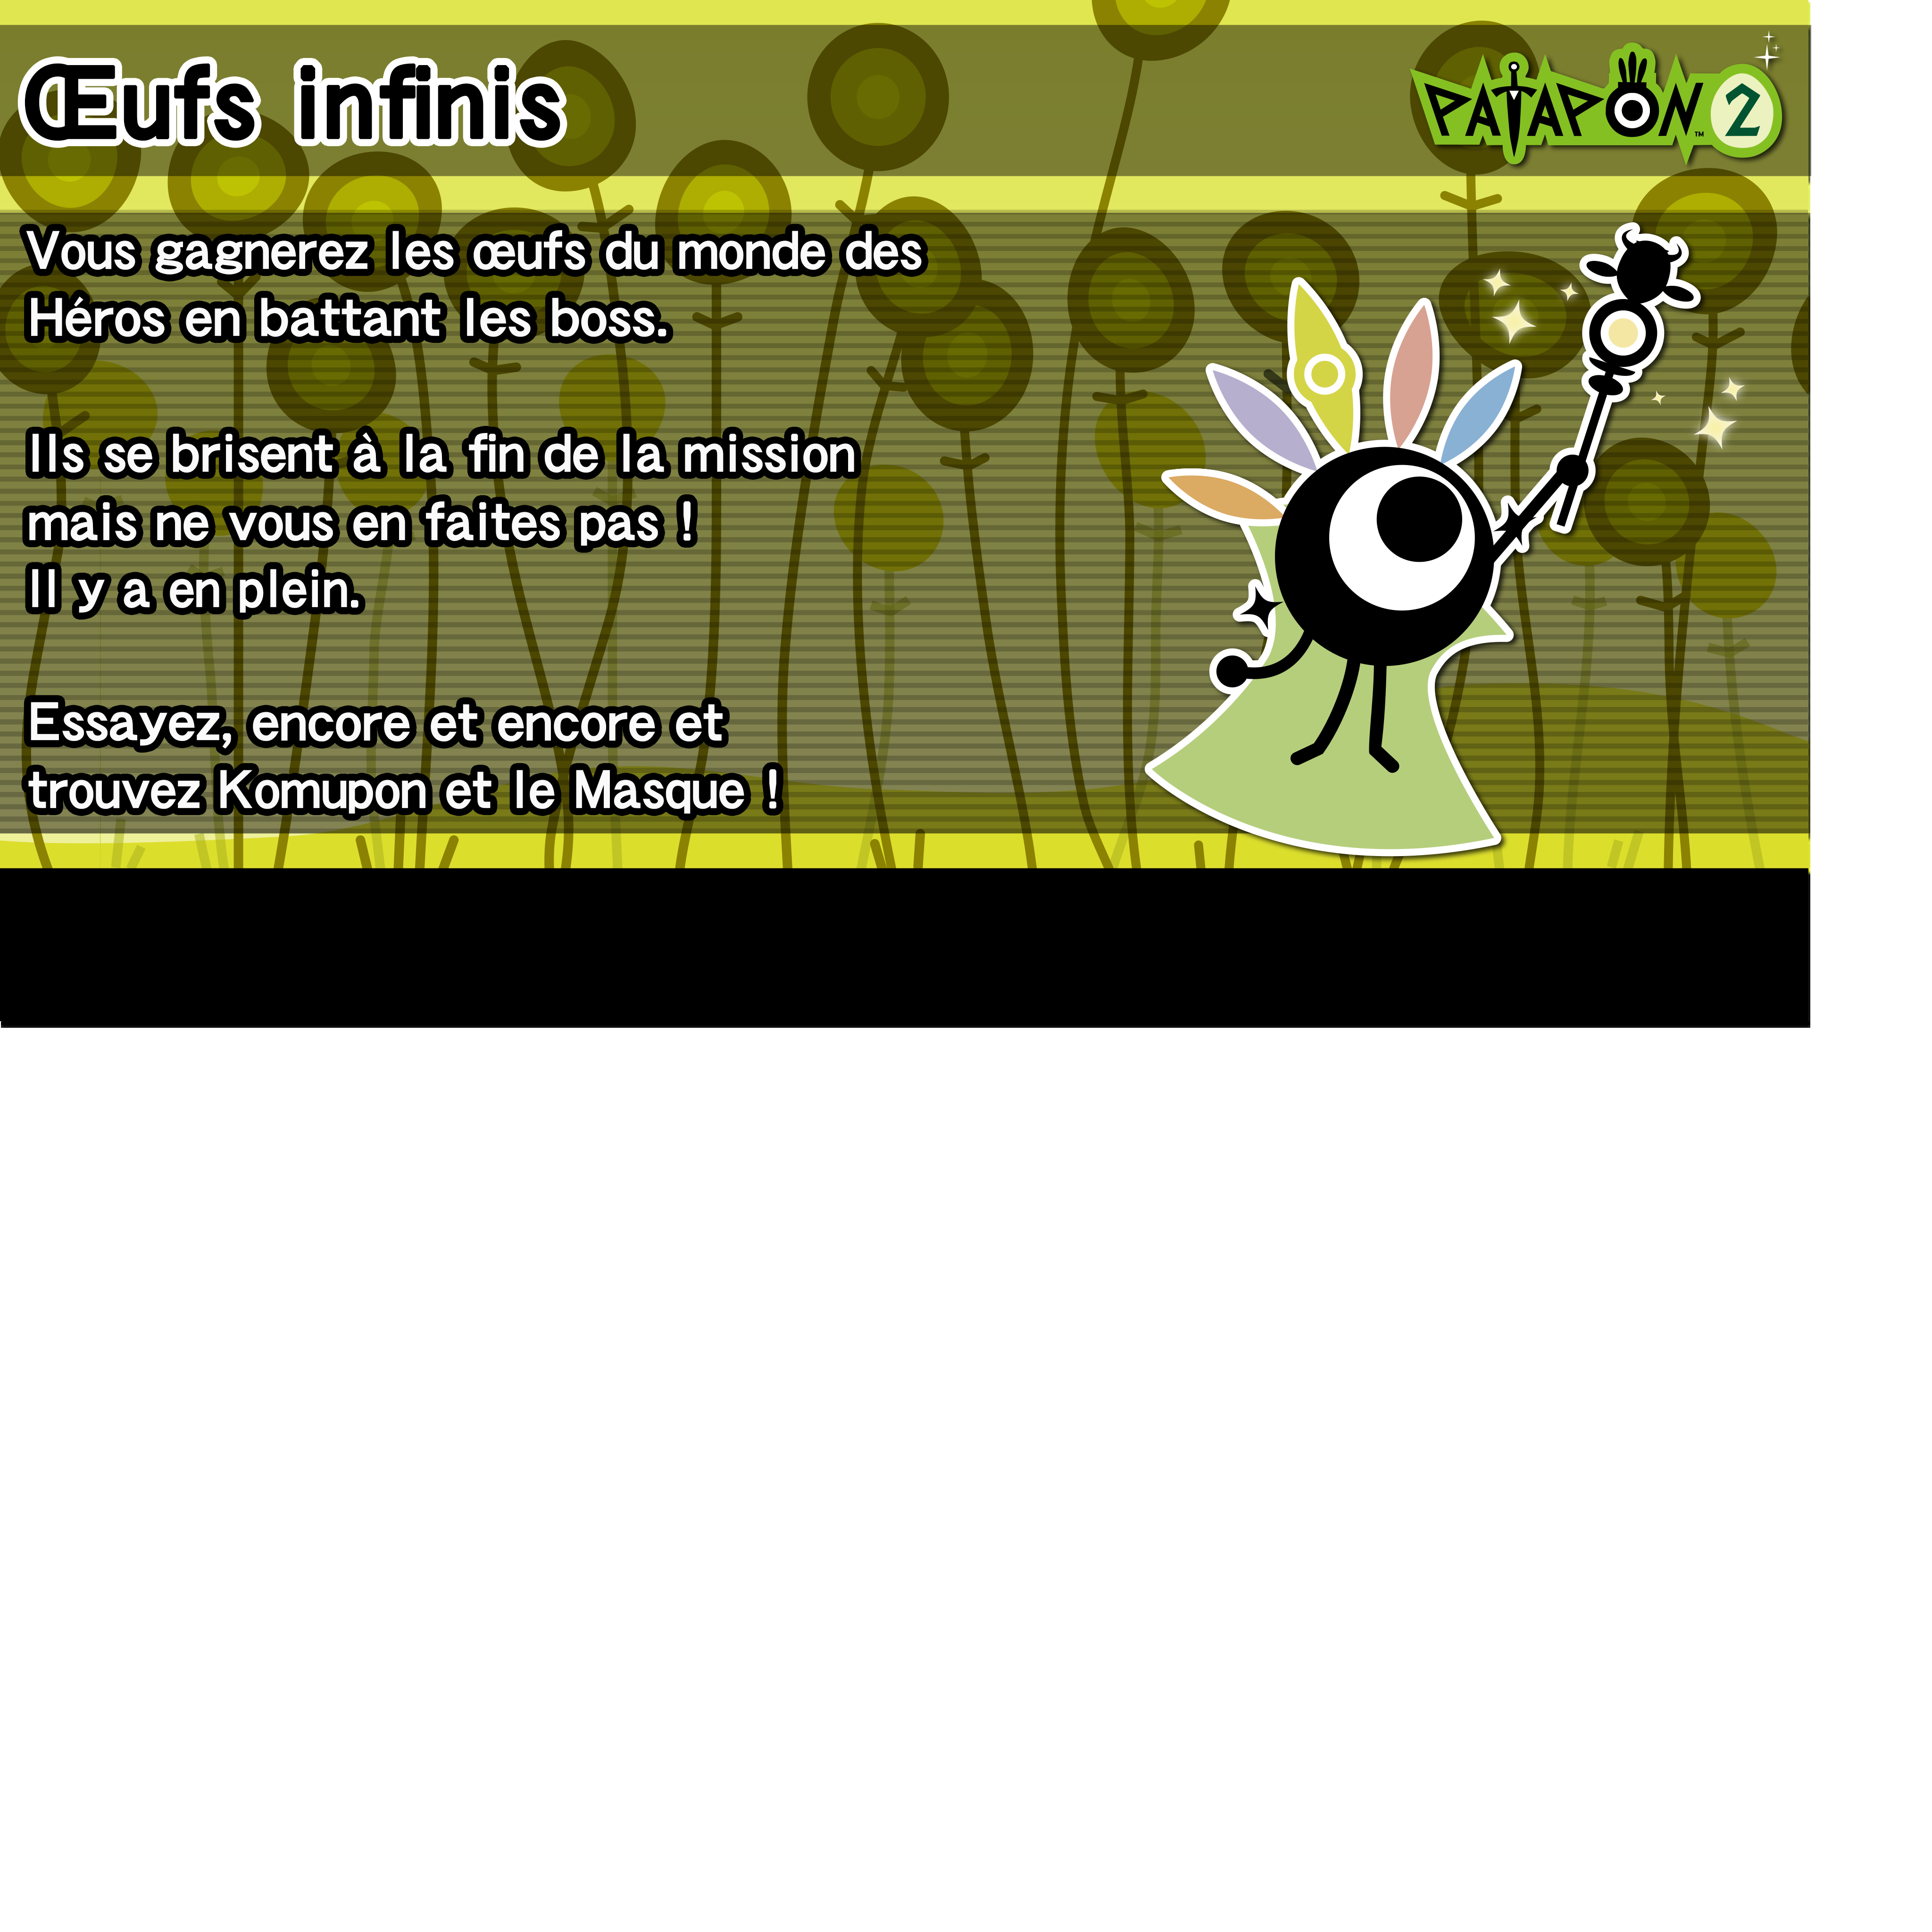 Œufs infinis
PATAPON™ 2
Vous gagnerez les œufs du monde des
Héros en battant les boss.
Ils se brisent à la fin de la mission
mais ne vous en faites pas !
Il y a en plein.
Essayez, encore et encore et
trouvez Komupon et le Masque !